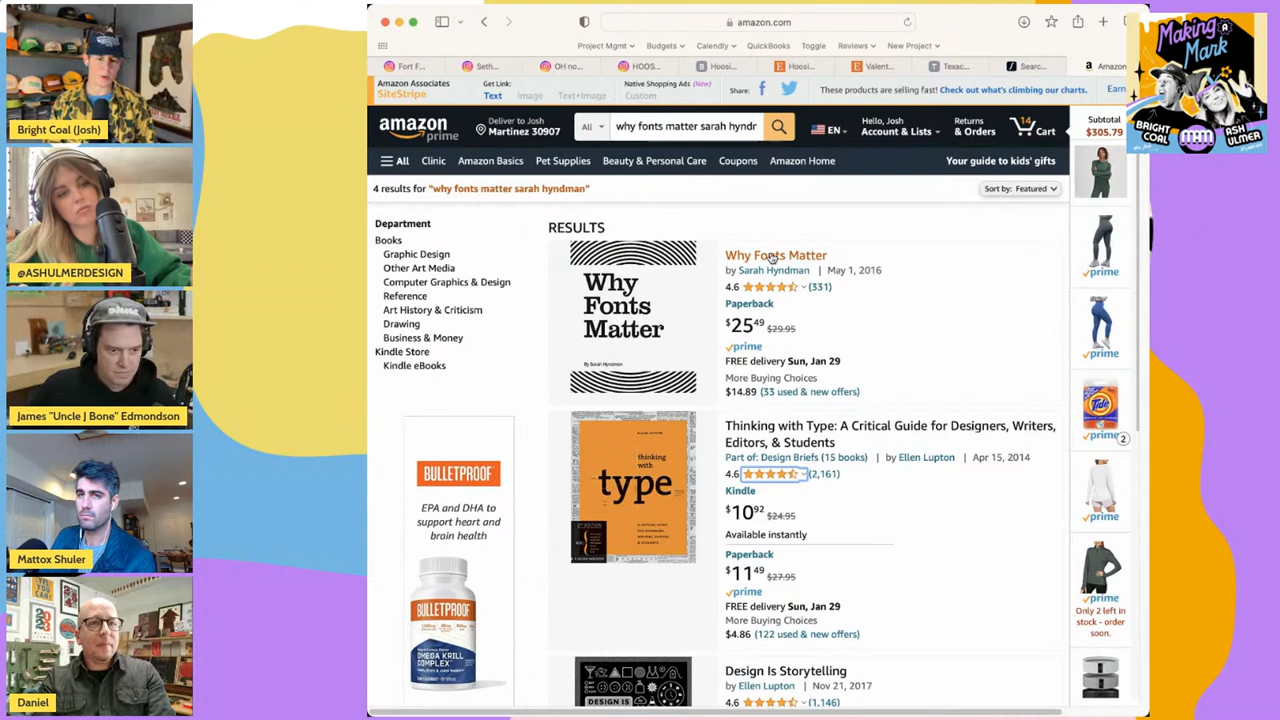 Bright Coal (Josh)
@ASHULMERDESIGN
James "Uncle J Bone" Edmondson
Mattox Shuler
Daniel
amazon.com
Project Mgmt
Budgets
Calendly
QuickBooks
Toggle
Reviews
New Project
Fort F...
Seth...
OH no...
HOOS...
Hoosi...
Hoosi...
Valent...
Texac...
Searc...
Amazon
Amazon Associates
SiteStripe
Get Link:
Text
Image
Text+Image
Native Shopping Ads (New)
Custom
Share:
These products are selling fast! Check out what's climbing our charts.
Earn
amazon
prime
Deliver to Josh
Martinez 30907
All
why fonts matter sarah hyndr
EN
Hello, Josh
Account & Lists
Returns
& Orders
14
Cart
Subtotal
$305.79
All
Clinic
Amazon Basics
Pet Supplies
Beauty & Personal Care
Coupons
Amazon Home
Your guide to kids' gifts
4 results for "why fonts matter sarah hyndman"
Sort by: Featured
Department
Books
Graphic Design
Other Art Media
Computer Graphics & Design
Reference
Art History & Criticism
Drawing
Business & Money
Kindle Store
Kindle eBooks
BULLETPROOF
EPA and DHA to
support heart and
brain health
BULLETPROOF
OMEGA KRILL
COMPLEX
RESULTS
Why
Fonts
Matter
By Sarah Hyndman
Why Fonts Matter
by Sarah Hyndman | May 1, 2016
4.6 (331)
Paperback
$25 49 $29.95
prime
FREE delivery Sun, Jan 29
More Buying Choices
$14.89 (33 used & new offers)
thinking
with
type
Thinking with Type: A Critical Guide for Designers, Writers,
Editors, & Students
Part of: Design Briefs (15 books) | by Ellen Lupton | Apr 15, 2014
4.6 (2,161)
Kindle
$10 92 $24.95
Available instantly
Paperback
$11 49 $27.95
prime
FREE delivery Sun, Jan 29
More Buying Choices
$4.86 (122 used & new offers)
DESIGN IS
Design Is Storytelling
by Ellen Lupton | Nov 21, 2017
4.6 (1,146)
prime
prime
Tide
prime
2
prime
prime
Only 2 left
in stock - order
soon.
Making
A
Mark
BRIGHT
COAL
MAM
ASH
ULMER